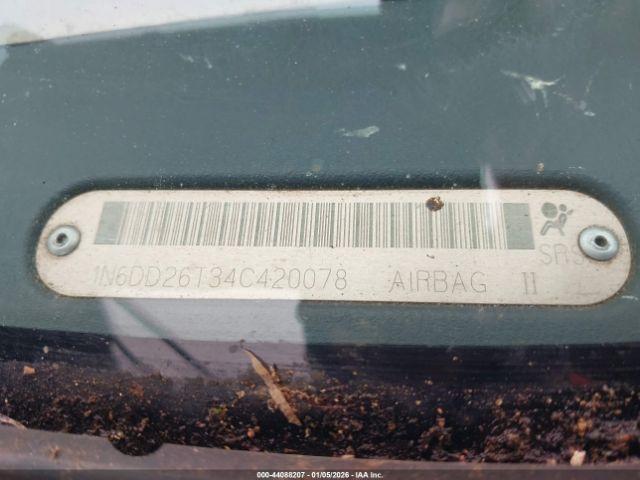 SRS
1N6DD26T34C420078 AIRBAG II
000-44088207 - 01/05/2026 - IAA Inc.